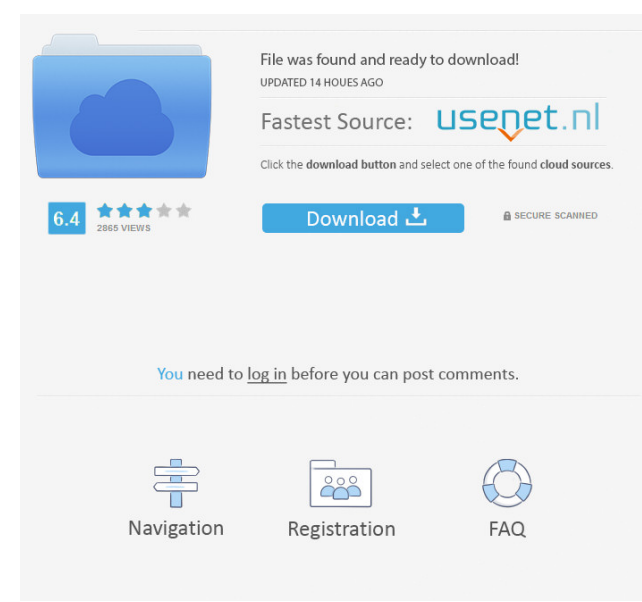 File was found and ready to download!
UPDATED 14 HOUES AGO
Fastest Source: usenet.nl
Click the download button and select one of the found cloud sources.
6.4
2865 VIEWS
Download
SECURE SCANNED
You need to log in before you can post comments.
Navigation
Registration
FAQ